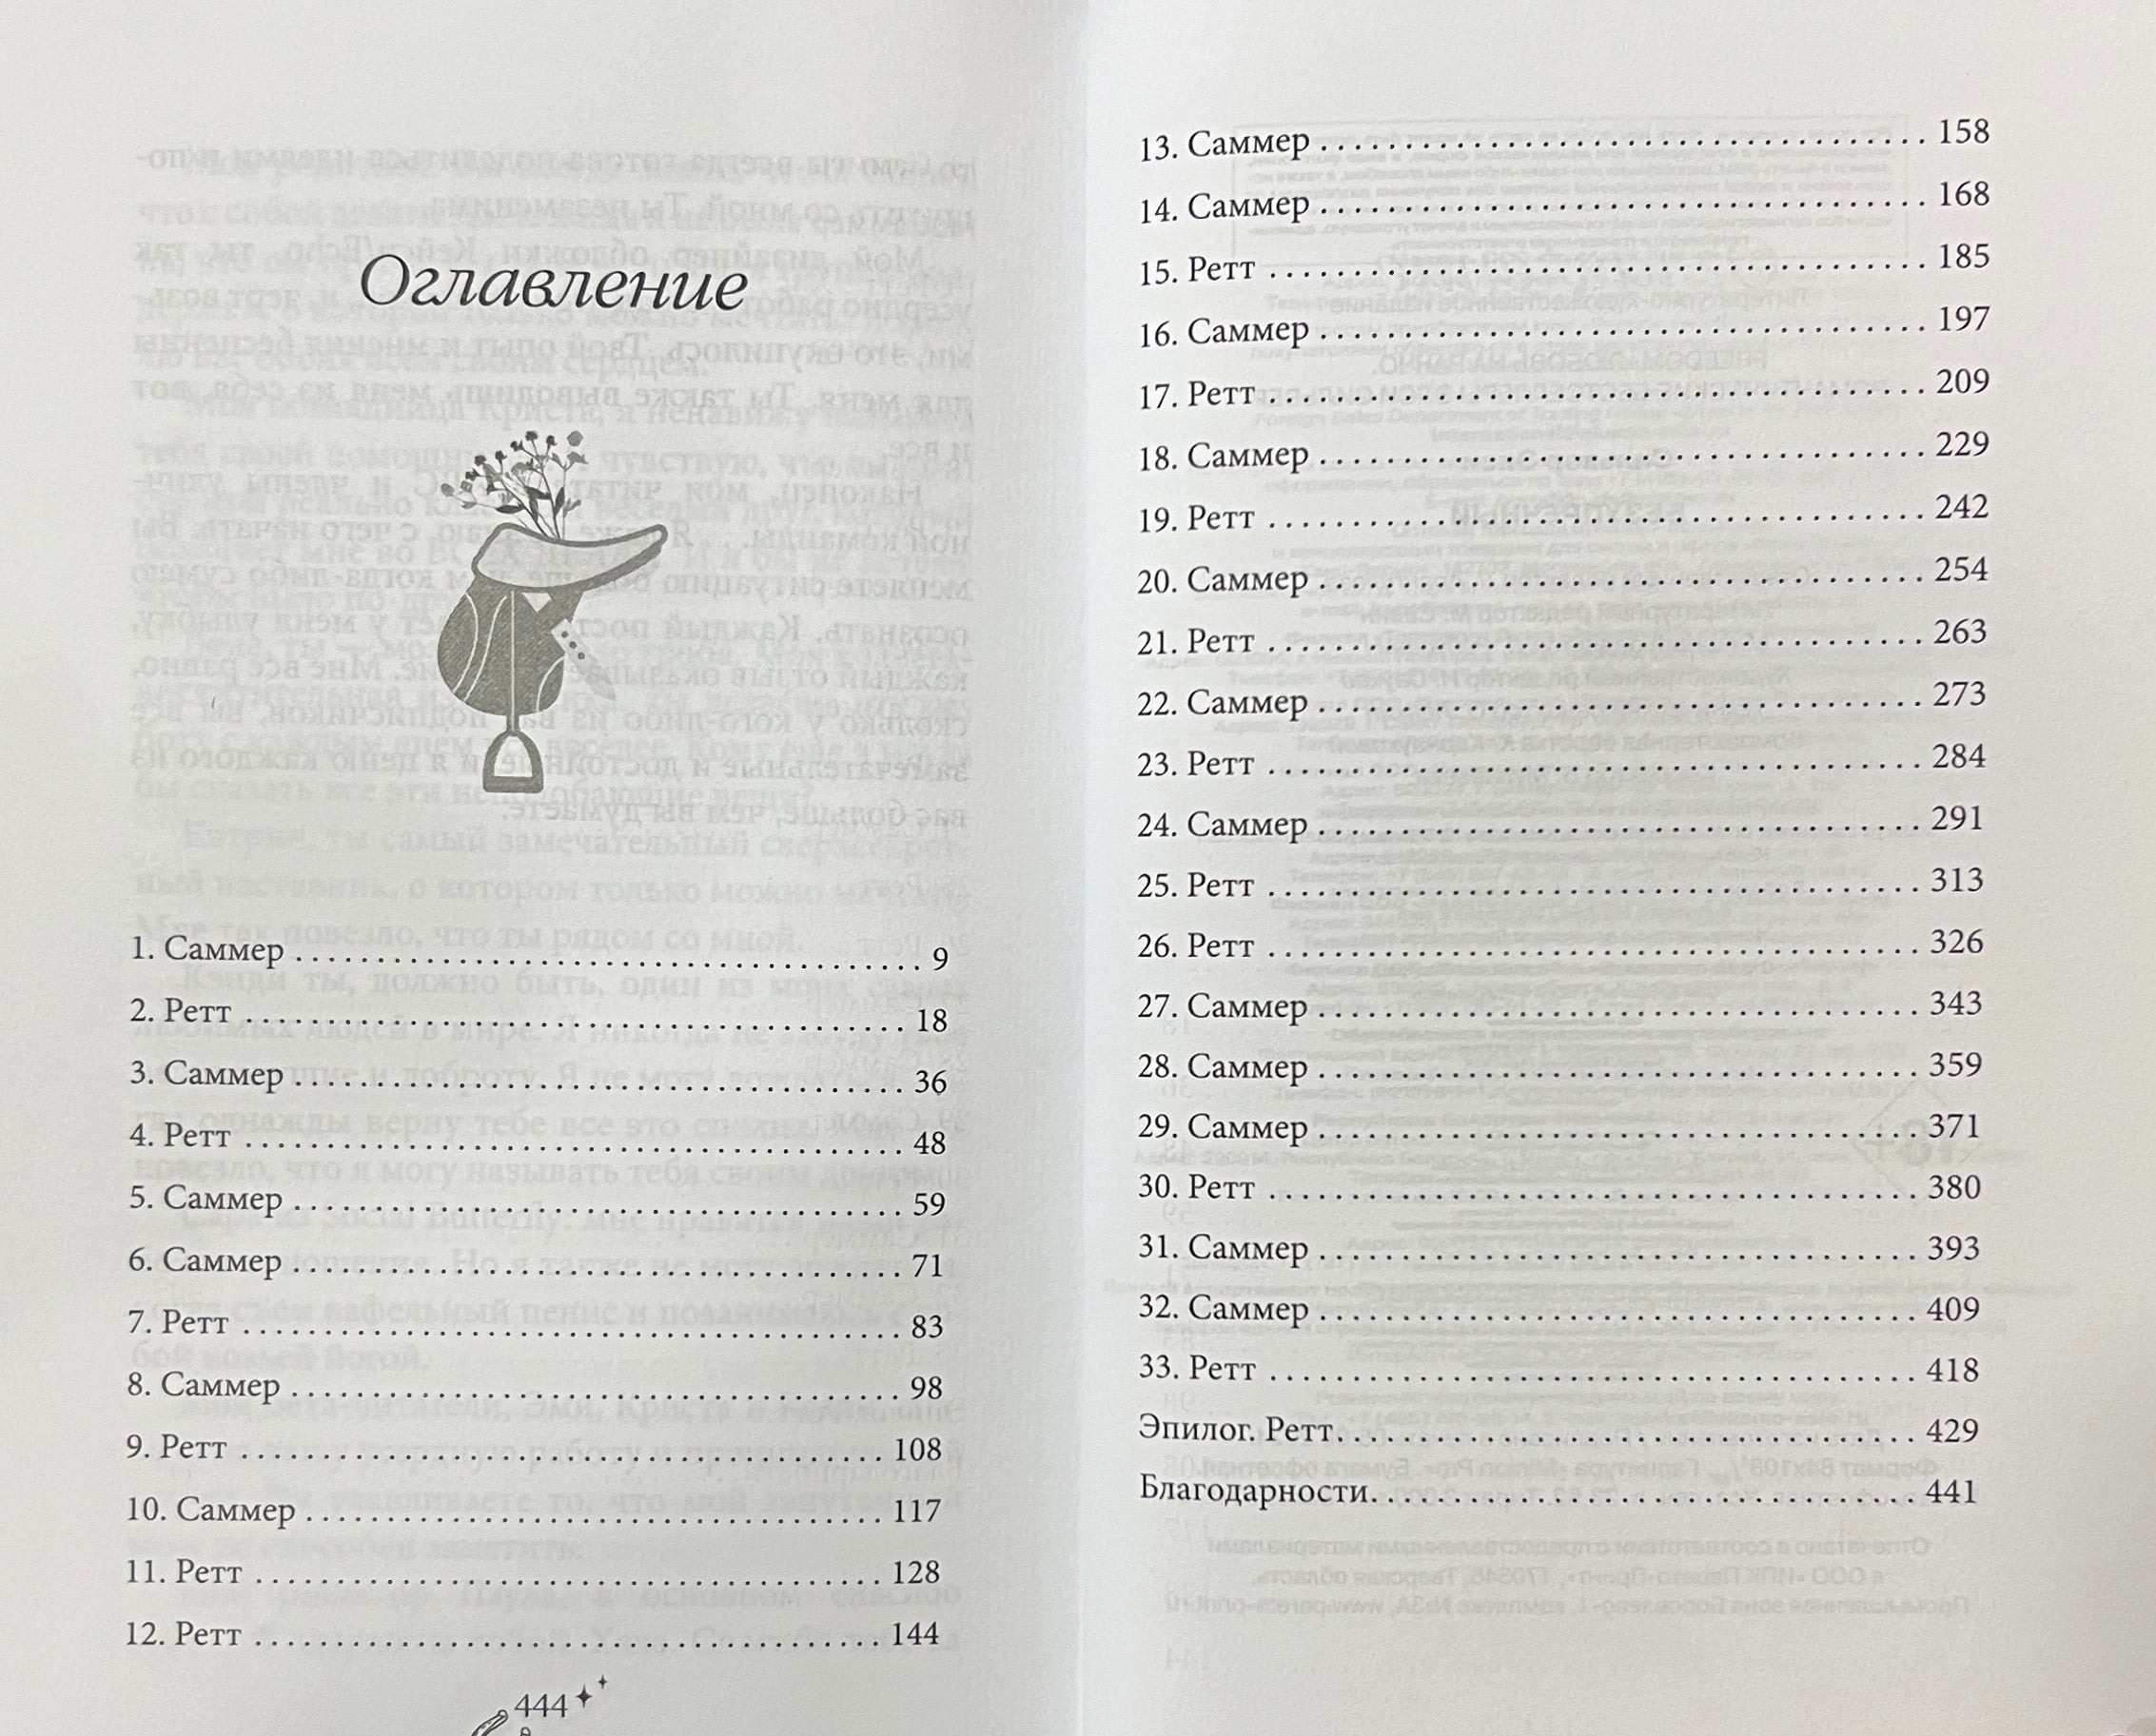 Оглавление
1. Саммер ........................................ 9
2. Ретт ........................................ 18
3. Саммер ........................................ 36
4. Ретт ........................................ 48
5. Саммер ........................................ 59
6. Саммер ........................................ 71
7. Ретт ........................................ 83
8. Саммер ........................................ 98
9. Ретт ........................................ 108
10. Саммер ........................................ 117
11. Ретт ........................................ 128
12. Ретт ........................................ 144
444
13. Саммер ........................................ 158
14. Саммер ........................................ 168
15. Ретт ........................................ 185
16. Саммер ........................................ 197
17. Ретт ........................................ 209
18. Саммер ........................................ 229
19. Ретт ........................................ 242
20. Саммер ........................................ 254
21. Ретт ........................................ 263
22. Саммер ........................................ 273
23. Ретт ........................................ 284
24. Саммер ........................................ 291
25. Ретт ........................................ 313
26. Ретт ........................................ 326
27. Саммер ........................................ 343
28. Саммер ........................................ 359
29. Саммер ........................................ 371
30. Ретт ........................................ 380
31. Саммер ........................................ 393
32. Саммер ........................................ 409
33. Ретт ........................................ 418
Эпилог. Ретт........................................ 429
Благодарности........................................ 441